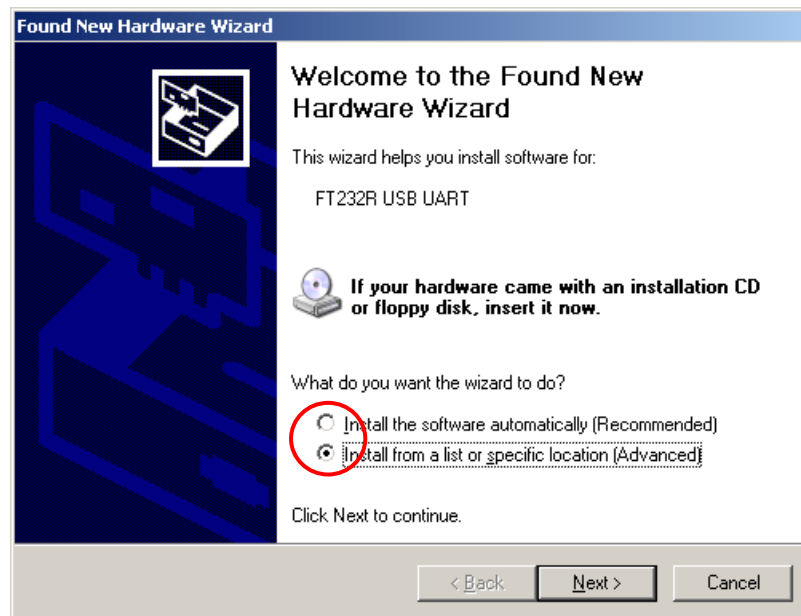 Found New Hardware Wizard
Welcome to the Found New
Hardware Wizard
This wizard helps you install software for:
FT232R USB UART
If your hardware came with an installation CD
or floppy disk, insert it now.
What do you want the wizard to do?
Install the software automatically (Recommended)
Install from a list or specific location (Advanced)
Click Next to continue.
< Back
Next >
Cancel